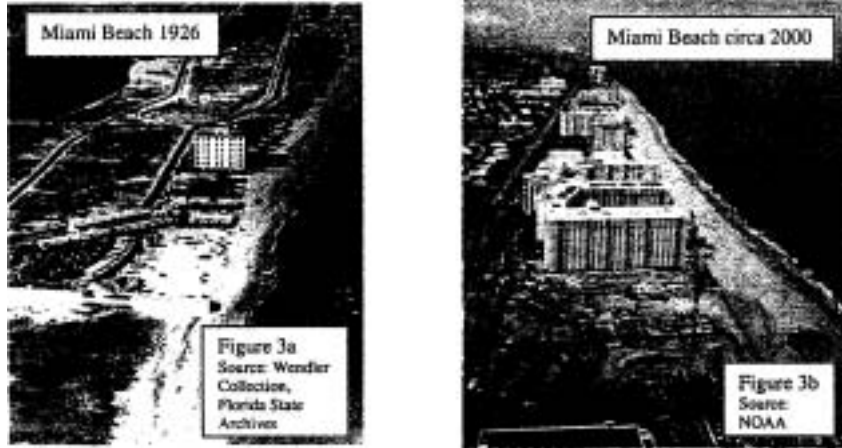 Miami Beach 1926
Figure 3a
Source: Wendler
Collection,
Florida State
Archives
Miami Beach circa 2000
Figure 3b
Source:
NOAA